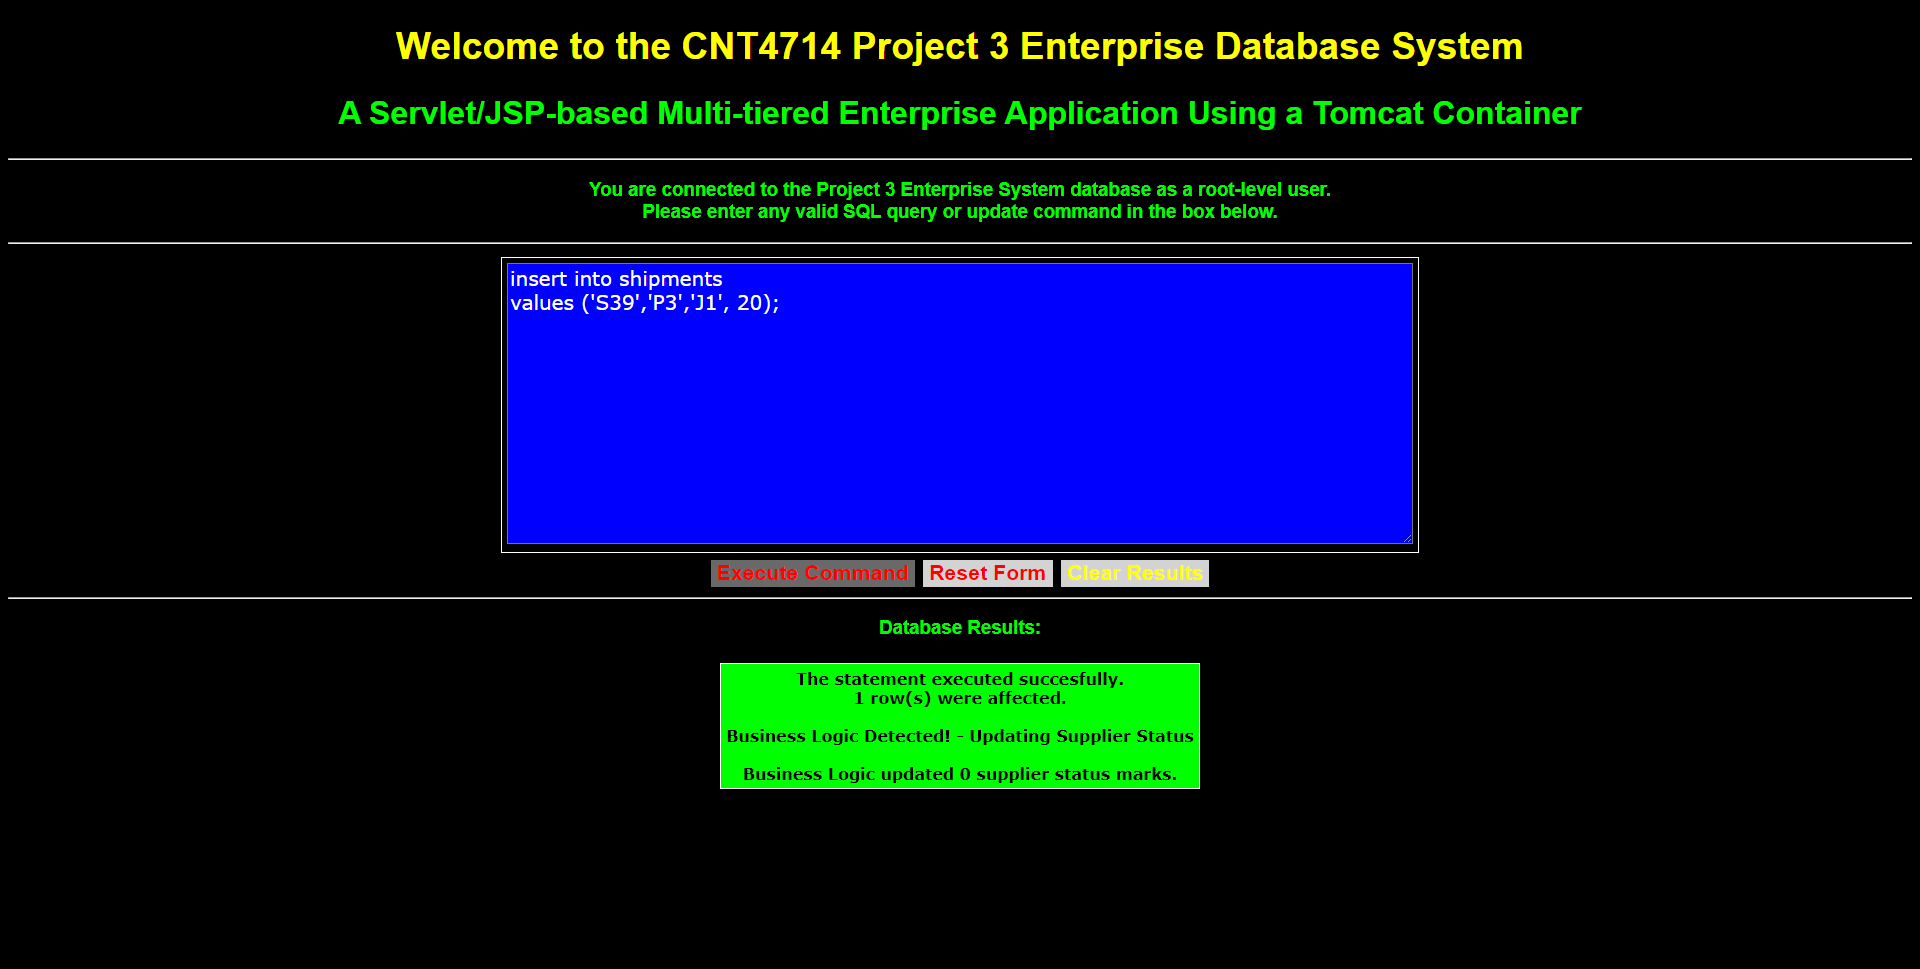 Welcome to the CNT4714 Project 3 Enterprise Database System
A Servlet/JSP-based Multi-tiered Enterprise Application Using a Tomcat Container
You are connected to the Project 3 Enterprise System database as a root-level user.
Please enter any valid SQL query or update command in the box below.
insert into shipments
values ('S39','P3','J1', 20);
Execute Command Reset Form Clear Results
Database Results:
The statement executed succesfully.
1 row(s) were affected.
Business Logic Detected! - Updating Supplier Status
Business Logic updated 0 supplier status marks.